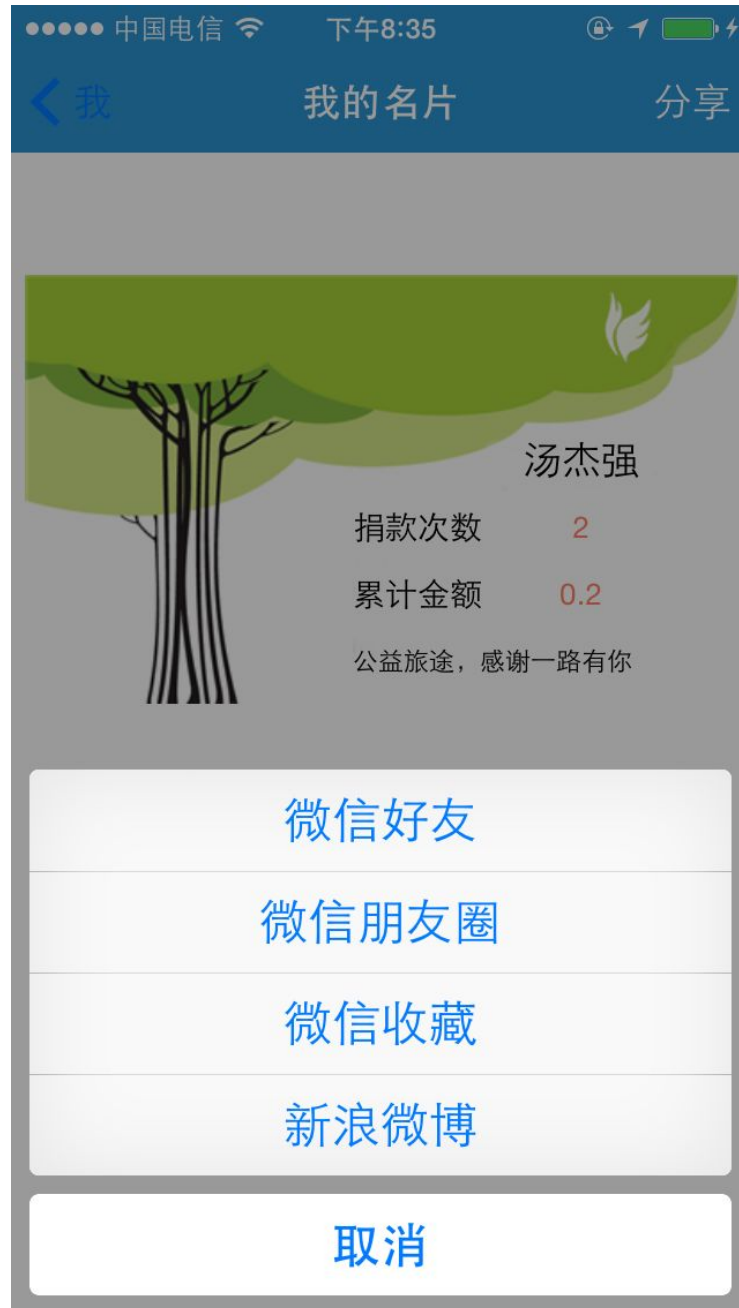 中国电信 下午8:35
我 我的名片 分享
汤杰强
捐款次数 2
累计金额 0.2
公益旅途，感谢一路有你
微信好友
微信朋友圈
微信收藏
新浪微博
取消